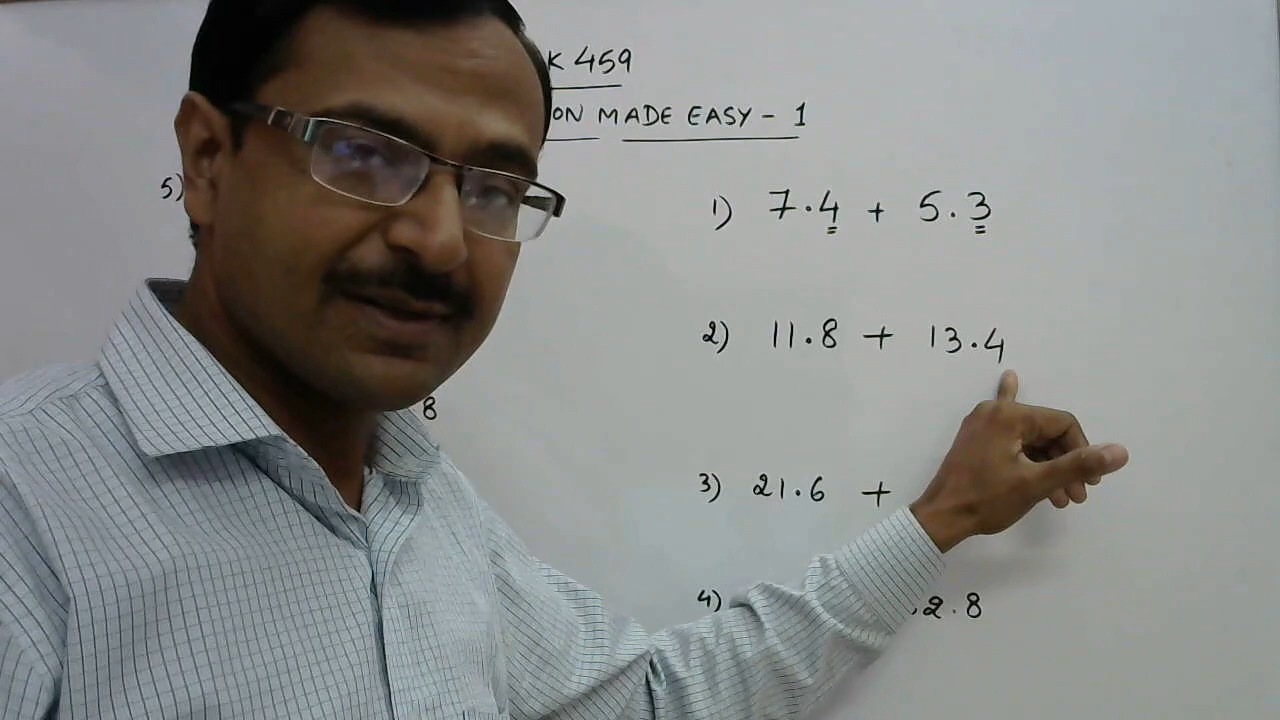 K 459
ON MADE EASY - 1
5)
1) 7.4 + 5.3
2) 11.8 + 13.4
8
3) 21.6 +
4) 2.8